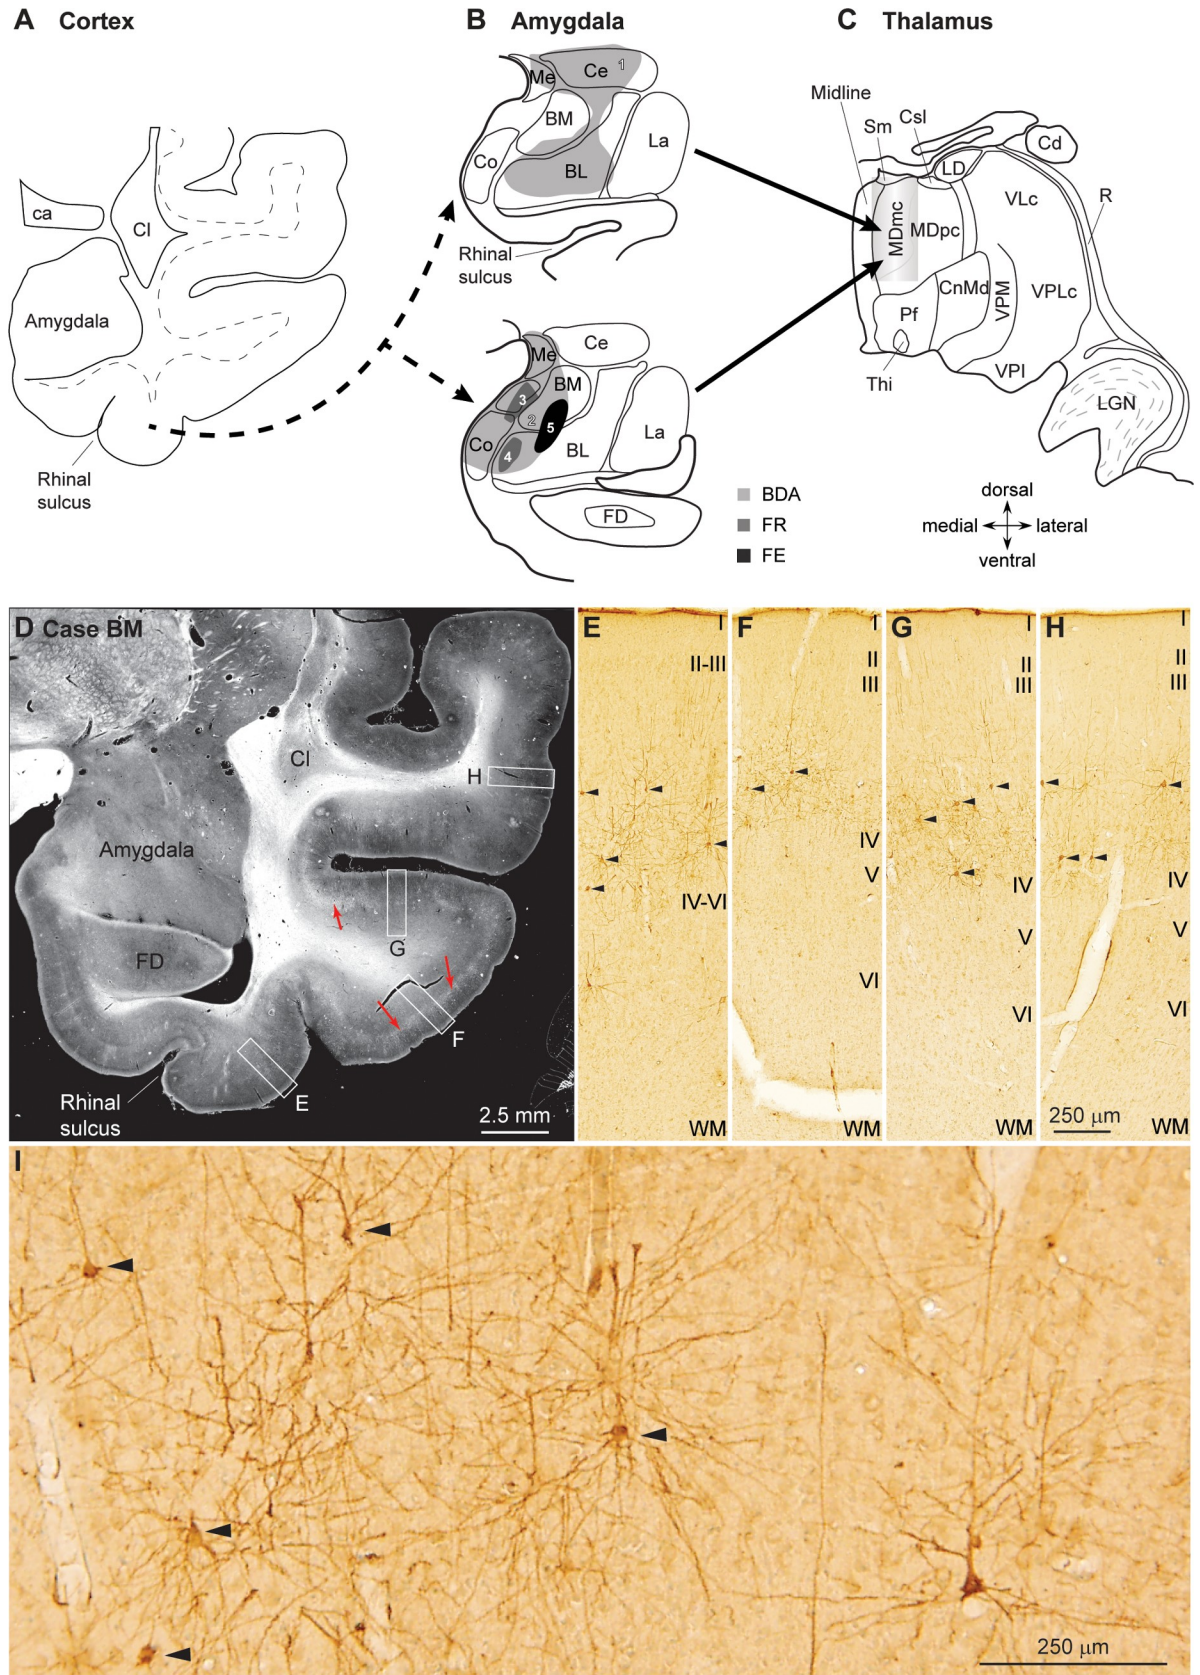 A Cortex
ca
Cl
Amygdala
Rhinal
sulcus
B Amygdala
Me
Ce
1
BM
Co
BL
La
Rhinal
sulcus
Me
Ce
BM
3
2
5
Co
4
BL
La
FD
BDA
FR
FE
C Thalamus
Midline
Sm
Csl
Cd
LD
VLc
R
MDmc
MDpc
CnMd
VPM
VPLc
Pf
Thi
VPI
LGN
dorsal
medial
lateral
ventral
D Case BM
Cl
H
Amygdala
G
FD
F
E
Rhinal
sulcus
2.5 mm
E
I
II-III
IV-VI
WM
F
1
II
III
IV
V
VI
WM
G
I
II
III
IV
V
VI
WM
H
I
II
III
IV
V
VI
250 μm
WM
I
250 μm